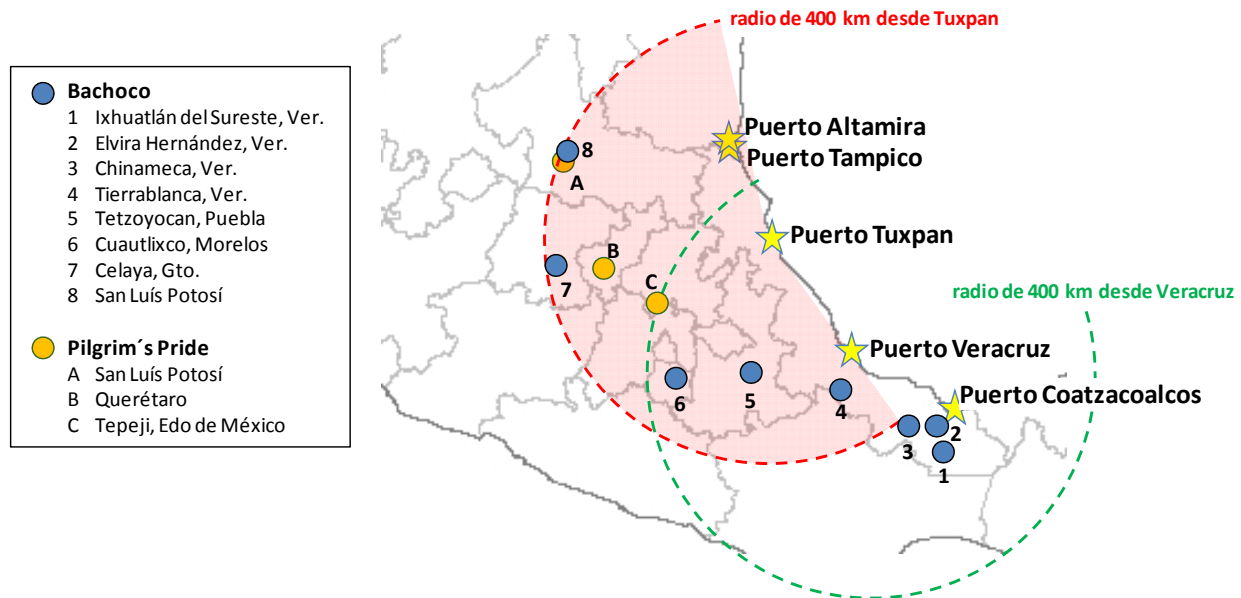 Bachoco
1 Ixhuatlán del Sureste, Ver.
2 Elvira Hernández, Ver.
3 Chinameca, Ver.
4 Tierrablanca, Ver.
5 Tetzoyocan, Puebla
6 Cuautlixco, Morelos
7 Celaya, Gto.
8 San Luís Potosí
Pilgrim´s Pride
A San Luís Potosí
B Querétaro
C Tepeji, Edo de México
radio de 400 km desde Tuxpan
Puerto Altamira
8
Puerto Tampico
A
Puerto Tuxpan
B
7
C
radio de 400 km desde Veracruz
Puerto Veracruz
Puerto Coatzacoalcos
6
5
4
3
2
1